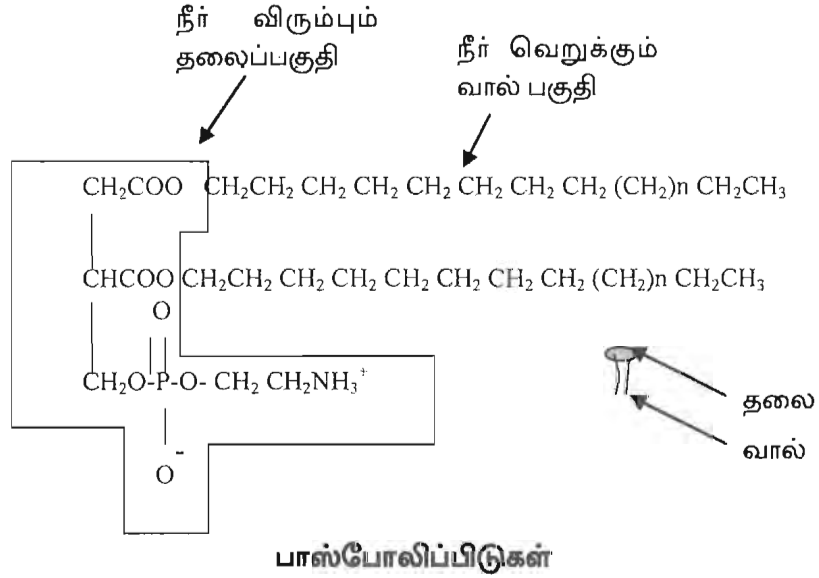 நீர் விரும்பும்
தலைப்பகுதி
நீர் வெறுக்கும்
வால் பகுதி
CH₂COO CH₂CH₂ CH₂ CH₂ CH₂ CH₂ CH₂ CH₂ (CH₂)n CH₂CH₃
CHCOO CH₂CH₂ CH₂ CH₂ CH₂ CH₂ CH₂ CH₂ (CH₂)n CH₂CH₃
O
CH₂O-P-O- CH₂ CH₂NH₃⁺
O⁻
தலை
வால்
பாஸ்போலிப்பிடுகள்